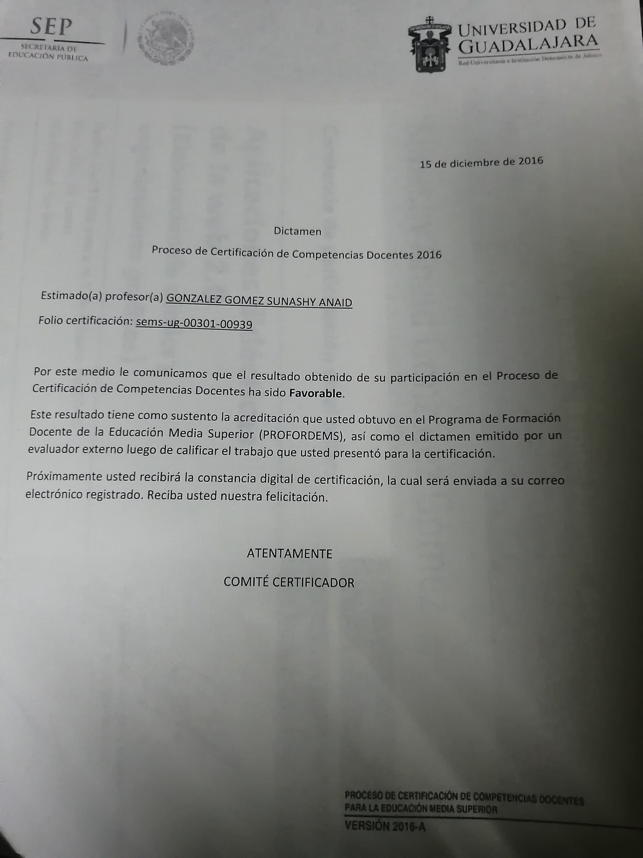 SEP
SECRETARÍA DE
EDUCACIÓN PÚBLICA
UNIVERSIDAD DE
GUADALAJARA
Red Universitaria e Institución Benemérita de Jalisco
15 de diciembre de 2016
Dictamen
Proceso de Certificación de Competencias Docentes 2016
Estimado(a) profesor(a) GONZALEZ GOMEZ SUNASHY ANAID
Folio certificación: sems-ug-00301-00939
Por este medio le comunicamos que el resultado obtenido de su participación en el Proceso de
Certificación de Competencias Docentes ha sido Favorable.
Este resultado tiene como sustento la acreditación que usted obtuvo en el Programa de Formación
Docente de la Educación Media Superior (PROFORDEMS), así como el dictamen emitido por un
evaluador externo luego de calificar el trabajo que usted presentó para la certificación.
Próximamente usted recibirá la constancia digital de certificación, la cual será enviada a su correo
electrónico registrado. Reciba usted nuestra felicitación.
ATENTAMENTE
COMITÉ CERTIFICADOR
PROCESO DE CERTIFICACIÓN DE COMPETENCIAS DOCENTES
PARA LA EDUCACIÓN MEDIA SUPERIOR
VERSIÓN 2016-A